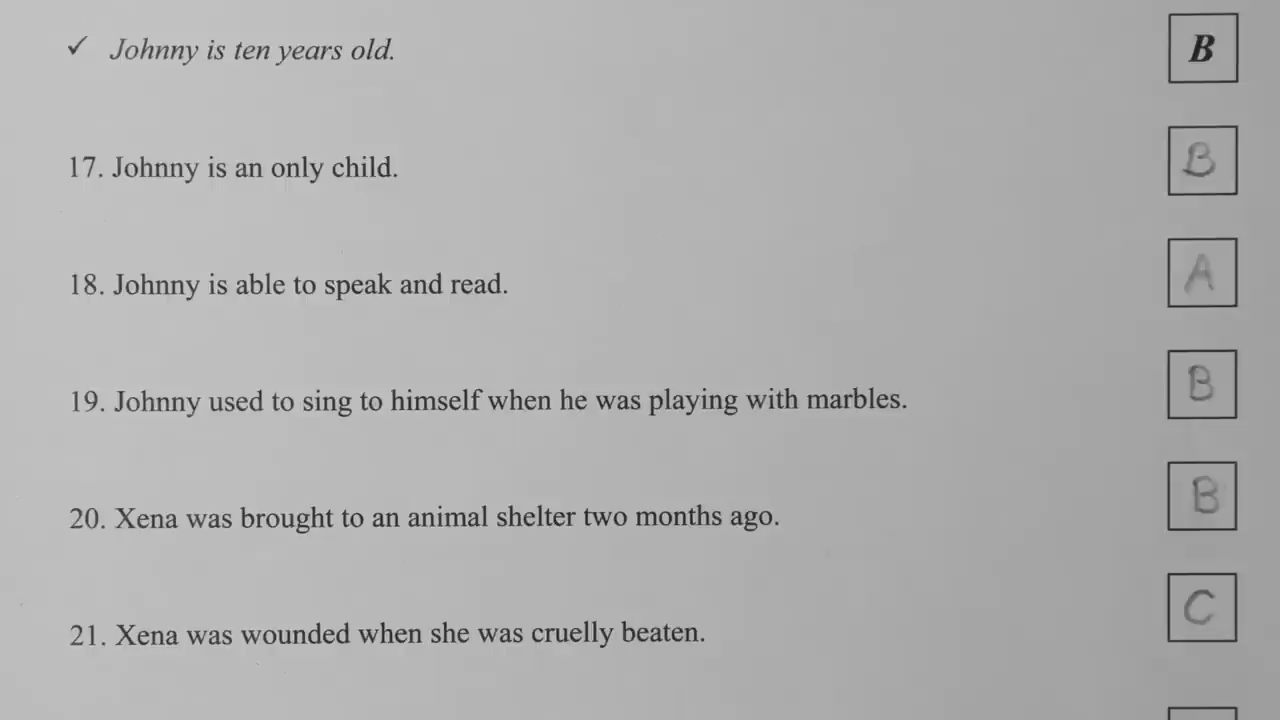 ✓ Johnny is ten years old. B
17. Johnny is an only child. B
18. Johnny is able to speak and read. A
19. Johnny used to sing to himself when he was playing with marbles. B
20. Xena was brought to an animal shelter two months ago. B
21. Xena was wounded when she was cruelly beaten. C